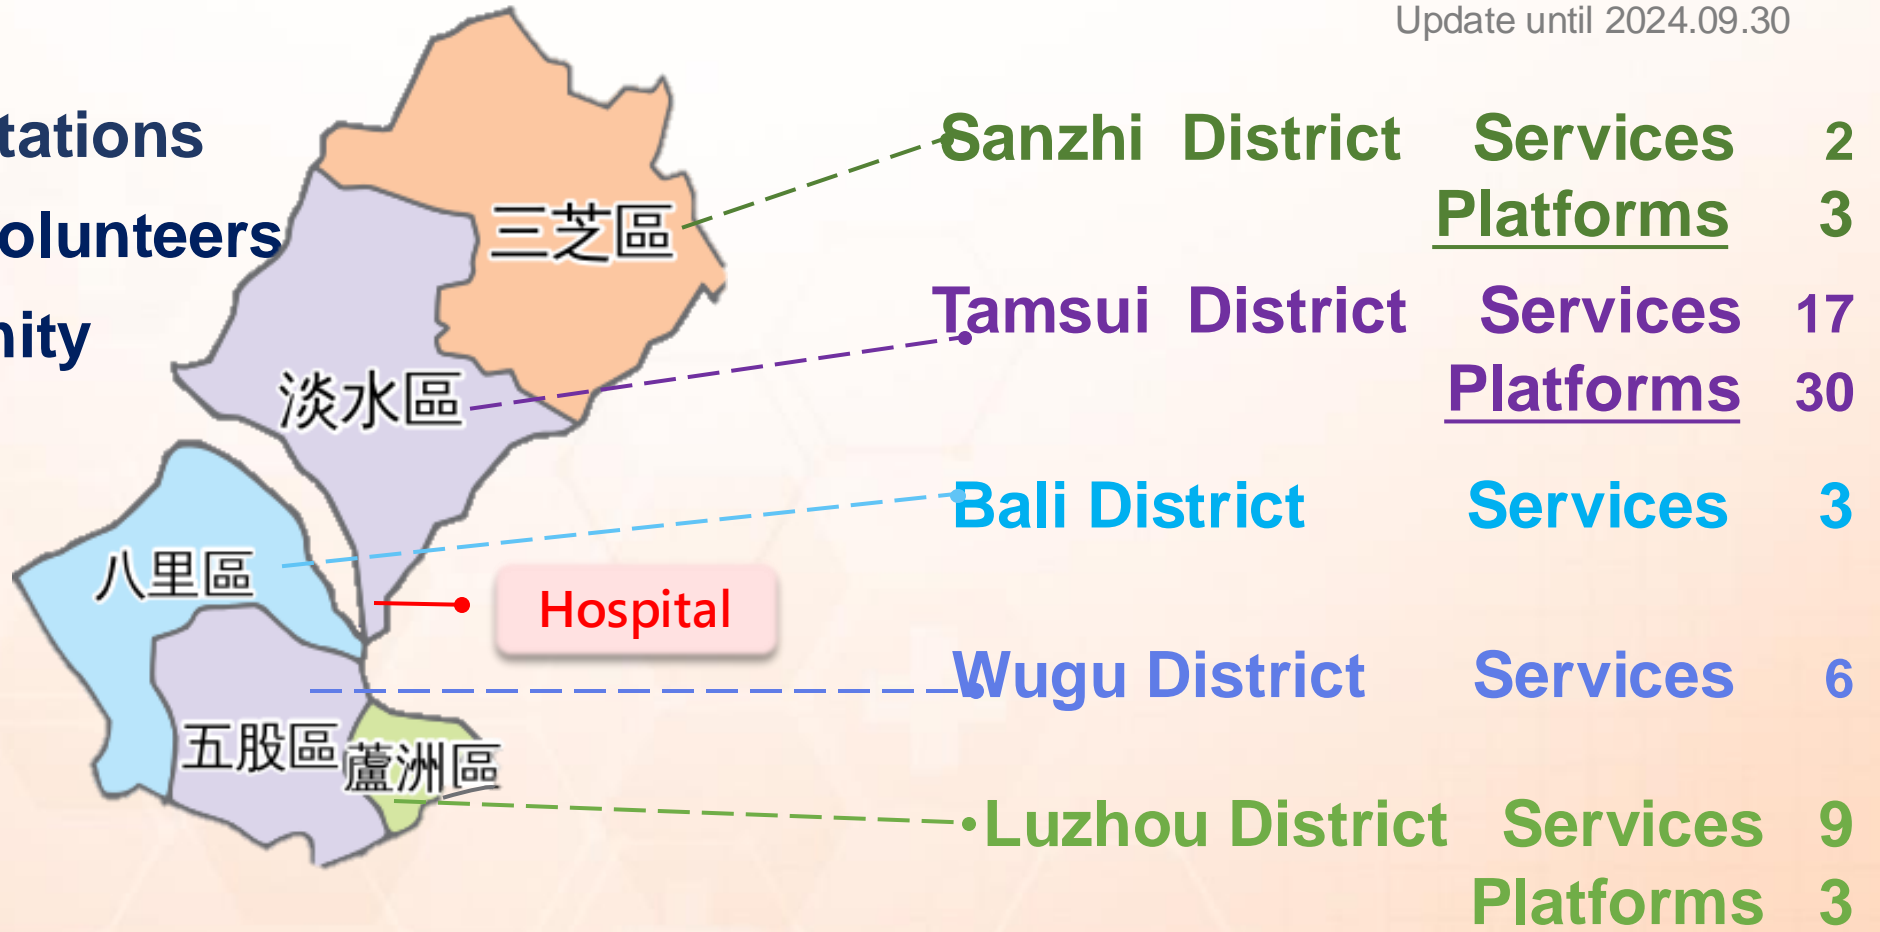 Update until 2024.09.30
tations
olunteers
nity
三芝區
淡水區
八里區
五股區
蘆洲區
Hospital
Sanzhi District Services 2
Platforms 3
Tamsui District Services 17
Platforms 30
Bali District Services 3
Wugu District Services 6
Luzhou District Services 9
Platforms 3